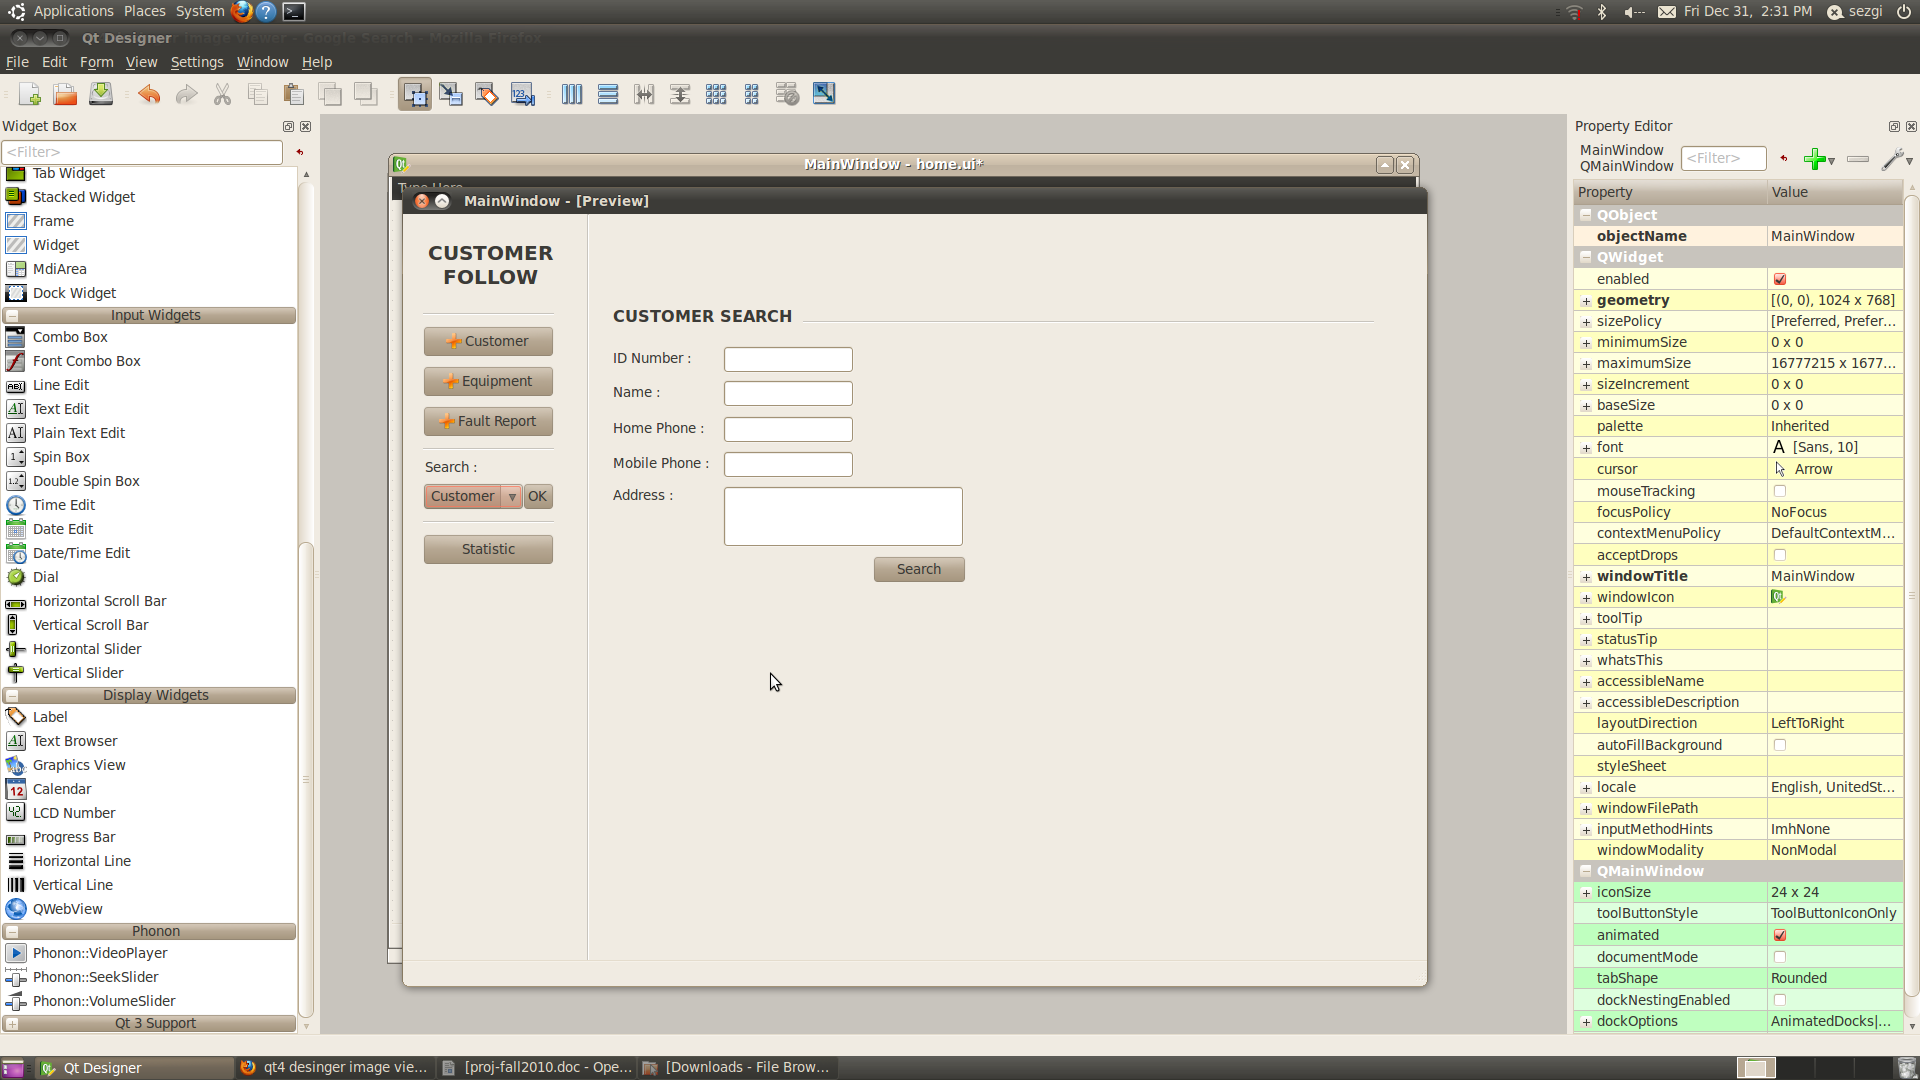 Applications Places System
Fri Dec 31, 2:31 PM sezgi
Qt Designer
File Edit Form View Settings Window Help
Widget Box
<Filter>
Tab Widget
Stacked Widget
Frame
Widget
MdiArea
Dock Widget
Input Widgets
Combo Box
Font Combo Box
Line Edit
Text Edit
Plain Text Edit
Spin Box
Double Spin Box
Time Edit
Date Edit
Date/Time Edit
Dial
Horizontal Scroll Bar
Vertical Scroll Bar
Horizontal Slider
Vertical Slider
Display Widgets
Label
Text Browser
Graphics View
Calendar
LCD Number
Progress Bar
Horizontal Line
Vertical Line
QWebView
Phonon
Phonon::VideoPlayer
Phonon::SeekSlider
Phonon::VolumeSlider
Qt 3 Support
MainWindow - home.ui*
MainWindow - [Preview]
CUSTOMER
FOLLOW
Customer
Equipment
Fault Report
Search :
Customer OK
Statistic
CUSTOMER SEARCH
ID Number :
Name :
Home Phone :
Mobile Phone :
Address :
Search
Property Editor
MainWindow
QMainWindow
<Filter>
Property Value
QObject
objectName MainWindow
QWidget
enabled
geometry [(0, 0), 1024 x 768]
sizePolicy [Preferred, Prefer...
minimumSize 0 x 0
maximumSize 16777215 x 1677...
sizeIncrement 0 x 0
baseSize 0 x 0
palette Inherited
font A [Sans, 10]
cursor Arrow
mouseTracking
focusPolicy NoFocus
contextMenuPolicy DefaultContextM...
acceptDrops
windowTitle MainWindow
windowIcon
toolTip
statusTip
whatsThis
accessibleName
accessibleDescription
layoutDirection LeftToRight
autoFillBackground
styleSheet
locale English, UnitedSt...
windowFilePath
inputMethodHints ImhNone
windowModality NonModal
QMainWindow
iconSize 24 x 24
toolButtonStyle ToolButtonIconOnly
animated
documentMode
tabShape Rounded
dockNestingEnabled
dockOptions AnimatedDocks|...
Qt Designer
qt4 desinger image vie...
[proj-fall2010.doc - Ope...
[Downloads - File Brow...